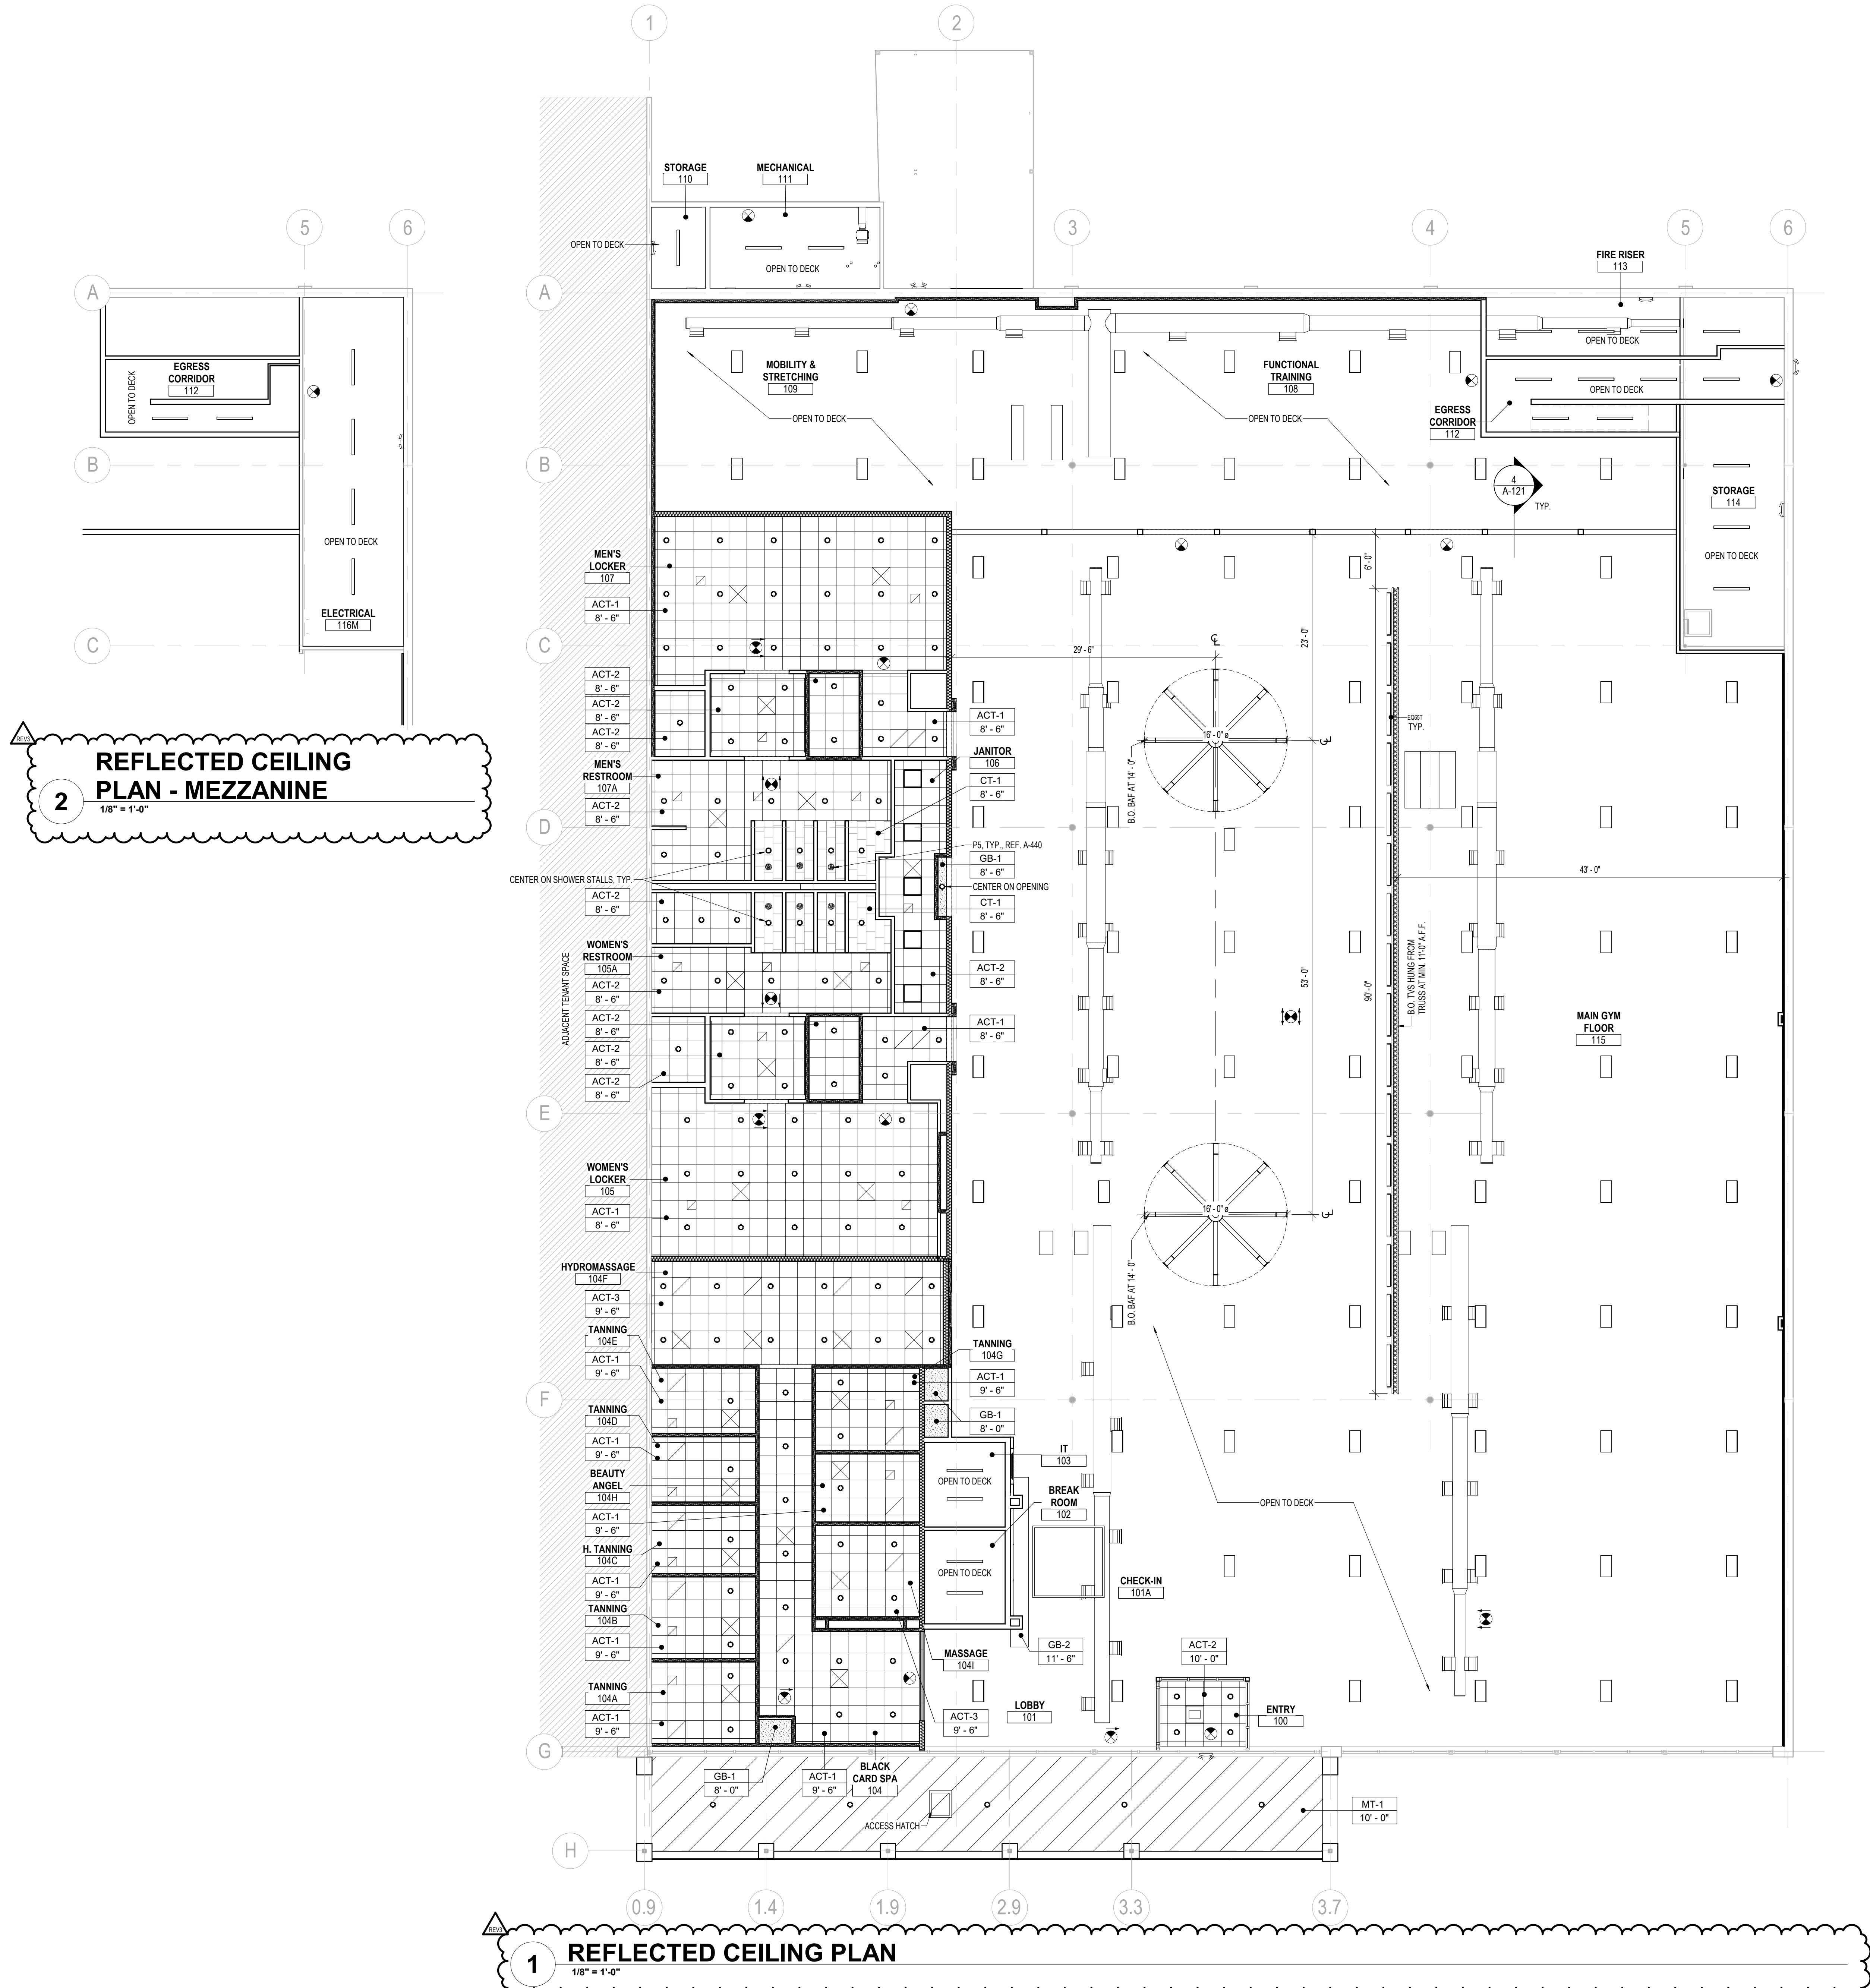 1
2
STORAGE
110
MECHANICAL
111
OPEN TO DECK
OPEN TO DECK
5
6
3
4
5
6
FIRE RISER
113
A
A
OPEN TO DECK
EGRESS
CORRIDOR
112
OPEN TO DECK
MOBILITY &
STRETCHING
109
OPEN TO DECK
FUNCTIONAL
TRAINING
108
OPEN TO DECK
OPEN TO DECK
EGRESS
CORRIDOR
112
B
B
4
A-121
TYP.
STORAGE
114
OPEN TO DECK
OPEN TO DECK
ELECTRICAL
116M
C
C
MEN'S
LOCKER
107
ACT-1
8' - 6"
6' - 0"
23' - 0"
29' - 6"
ACT-2
8' - 6"
ACT-2
8' - 6"
ACT-2
8' - 6"
ACT-1
8' - 6"
EQ65T
TYP.
16' - 0" ø
B.O. BAF AT 14' - 0"
REV3
REFLECTED CEILING
PLAN - MEZZANINE
2
1/8" = 1'-0"
JANITOR
106
MEN'S
RESTROOM
107A
CT-1
8' - 6"
ACT-2
8' - 6"
D
P5, TYP., REF. A-440
GB-1
8' - 6"
CENTER ON SHOWER STALLS, TYP.
CENTER ON OPENING
43' - 0"
ACT-2
8' - 6"
CT-1
8' - 6"
WOMEN'S
RESTROOM
105A
ADJACENT TENANT SPACE
ACT-2
8' - 6"
ACT-2
8' - 6"
53' - 0"
90' - 0"
B.O. TVS HUNG FROM
TRUSS AT MIN. 11'-0" A.F.F.
ACT-2
8' - 6"
ACT-1
8' - 6"
MAIN GYM
FLOOR
115
ACT-2
8' - 6"
ACT-2
8' - 6"
E
WOMEN'S
LOCKER
105
ACT-1
8' - 6"
16' - 0" ø
B.O. BAF AT 14' - 0"
HYDROMASSAGE
104F
ACT-3
9' - 6"
TANNING
104E
ACT-1
9' - 6"
TANNING
104G
ACT-1
9' - 6"
F
TANNING
104D
GB-1
8' - 0"
ACT-1
9' - 6"
IT
103
BEAUTY
ANGEL
104H
OPEN TO DECK
BREAK
ROOM
102
ACT-1
9' - 6"
OPEN TO DECK
H. TANNING
104C
OPEN TO DECK
ACT-1
9' - 6"
CHECK-IN
101A
TANNING
104B
ACT-1
9' - 6"
MASSAGE
104I
GB-2
11' - 6"
ACT-2
10' - 0"
TANNING
104A
LOBBY
101
ENTRY
100
ACT-1
9' - 6"
ACT-3
9' - 6"
G
GB-1
8' - 0"
ACT-1
9' - 6"
BLACK
CARD SPA
104
MT-1
10' - 0"
ACCESS HATCH
H
0.9
1.4
1.9
2.9
3.3
3.7
REV3
1
REFLECTED CEILING PLAN
1/8" = 1'-0"